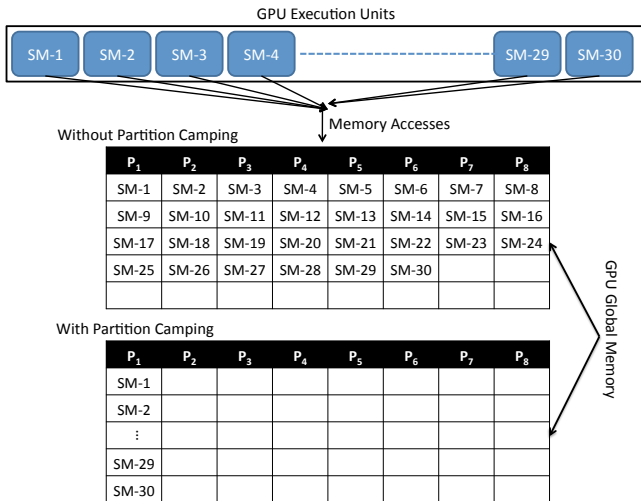 GPU Execution Units
SM-1 SM-2 SM-3 SM-4 SM-29 SM-30
Memory Accesses
Without Partition Camping
P1 P2 P3 P4 P5 P6 P7 P8
SM-1 SM-2 SM-3 SM-4 SM-5 SM-6 SM-7 SM-8
SM-9 SM-10 SM-11 SM-12 SM-13 SM-14 SM-15 SM-16
SM-17 SM-18 SM-19 SM-20 SM-21 SM-22 SM-23 SM-24
SM-25 SM-26 SM-27 SM-28 SM-29 SM-30
GPU Global Memory
With Partition Camping
P1 P2 P3 P4 P5 P6 P7 P8
SM-1
SM-2
⋮
SM-29
SM-30